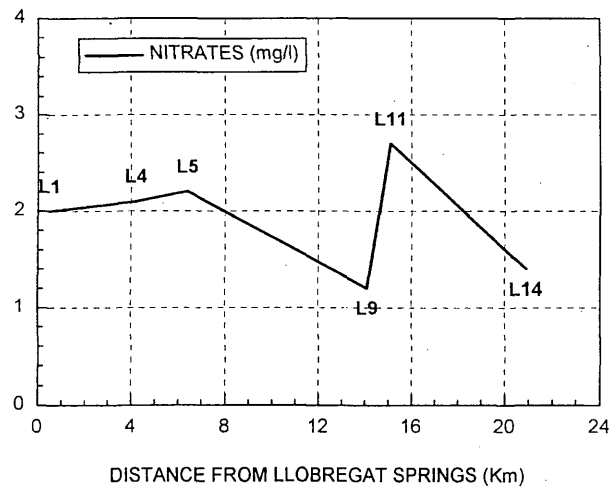 4
NITRATES (mg/l)
3
L11
L5
L4
L1
2
L9
L14
1
0
0 4 8 12 16 20 24
DISTANCE FROM LLOBREGAT SPRINGS (Km)